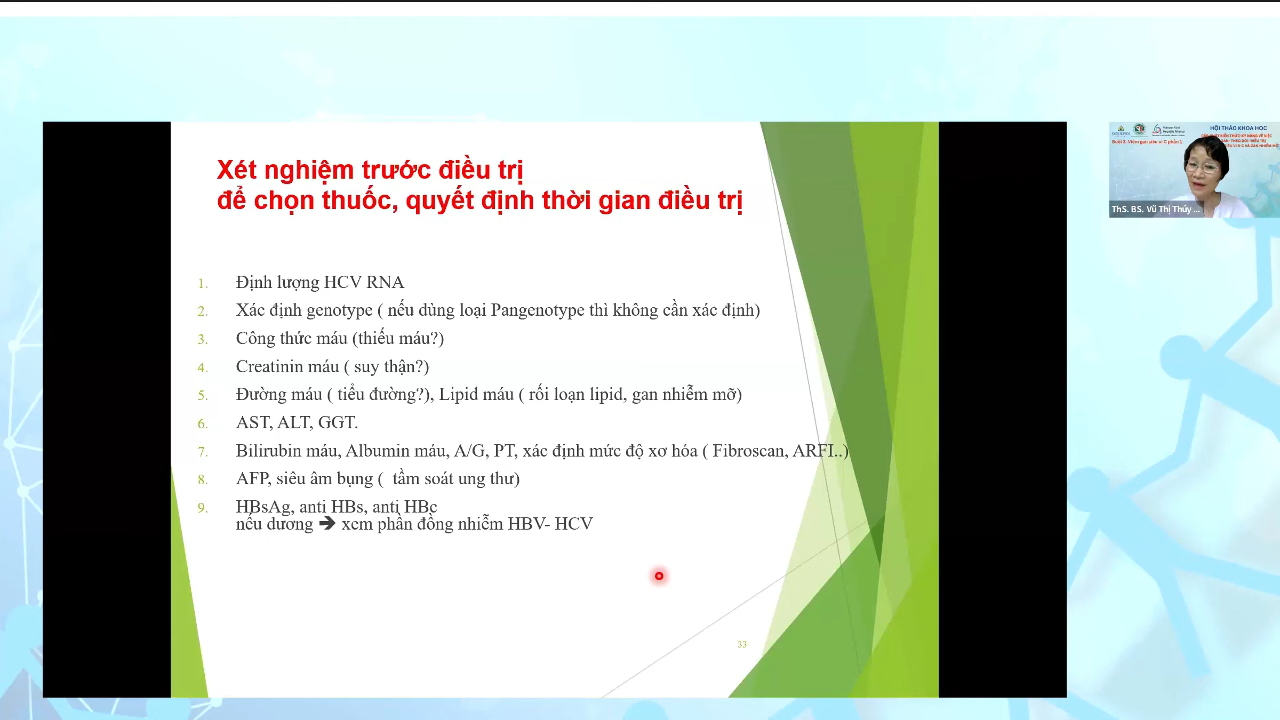 Xét nghiệm trước điều trị
để chọn thuốc, quyết định thời gian điều trị
1. Định lượng HCV RNA
2. Xác định genotype ( nếu dùng loại Pangenotype thì không cần xác định)
3. Công thức máu (thiếu máu?)
4. Creatinin máu ( suy thận?)
5. Đường máu ( tiểu đường?), Lipid máu ( rối loạn lipid, gan nhiễm mỡ)
6. AST, ALT, GGT.
7. Bilirubin máu, Albumin máu, A/G, PT, xác định mức độ xơ hóa ( Fibroscan, ARFI..)
8. AFP, siêu âm bụng ( tầm soát ung thư)
9. HBsAg, anti HBs, anti HBc
nếu dương ➔ xem phần đồng nhiễm HBV- HCV
33
HỘI THẢO KHOA HỌC
ThS. BS. Vũ Thị Thúy ...